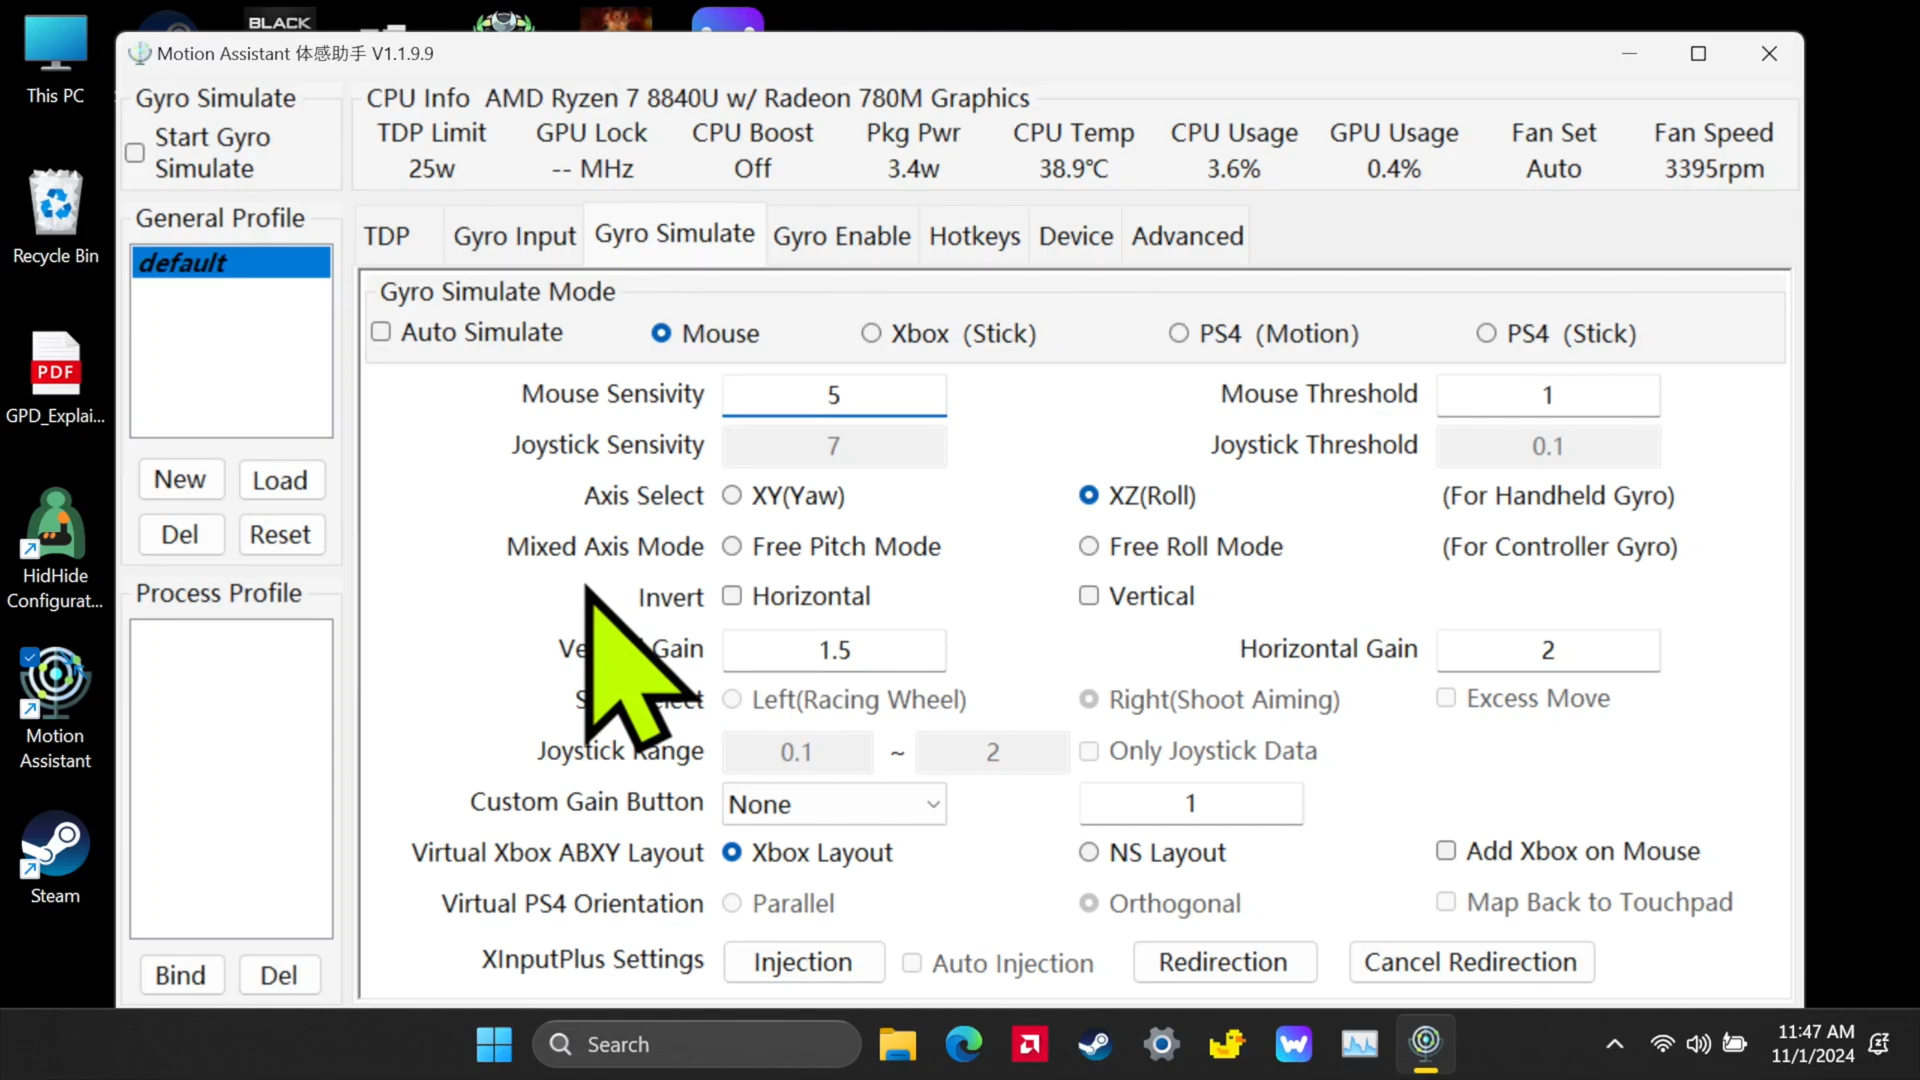 BLACK
This PC
Recycle Bin
PDF
GPD_Explai...
HidHide
Configurat...
Motion
Assistant
Steam
Motion Assistant 体感助手 V1.1.9.9
Gyro Simulate
Start Gyro
Simulate
CPU Info AMD Ryzen 7 8840U w/ Radeon 780M Graphics
TDP Limit GPU Lock CPU Boost Pkg Pwr CPU Temp CPU Usage GPU Usage Fan Set Fan Speed
25w -- MHz Off 3.4w 38.9℃ 3.6% 0.4% Auto 3395rpm
General Profile
default
New Load
Del Reset
Process Profile
Bind Del
TDP Gyro Input Gyro Simulate Gyro Enable Hotkeys Device Advanced
Gyro Simulate Mode
Auto Simulate Mouse Xbox (Stick) PS4 (Motion) PS4 (Stick)
Mouse Sensivity 5 Mouse Threshold 1
Joystick Sensivity 7 Joystick Threshold 0.1
Axis Select XY(Yaw) XZ(Roll) (For Handheld Gyro)
Mixed Axis Mode Free Pitch Mode Free Roll Mode (For Controller Gyro)
Invert Horizontal Vertical
Gain 1.5 Horizontal Gain 2
Left(Racing Wheel) Right(Shoot Aiming) Excess Move
Joystick Range 0.1 ~ 2 Only Joystick Data
Custom Gain Button None 1
Virtual Xbox ABXY Layout Xbox Layout NS Layout Add Xbox on Mouse
Virtual PS4 Orientation Parallel Orthogonal Map Back to Touchpad
XInputPlus Settings Injection Auto Injection Redirection Cancel Redirection
Search
11:47 AM
11/1/2024